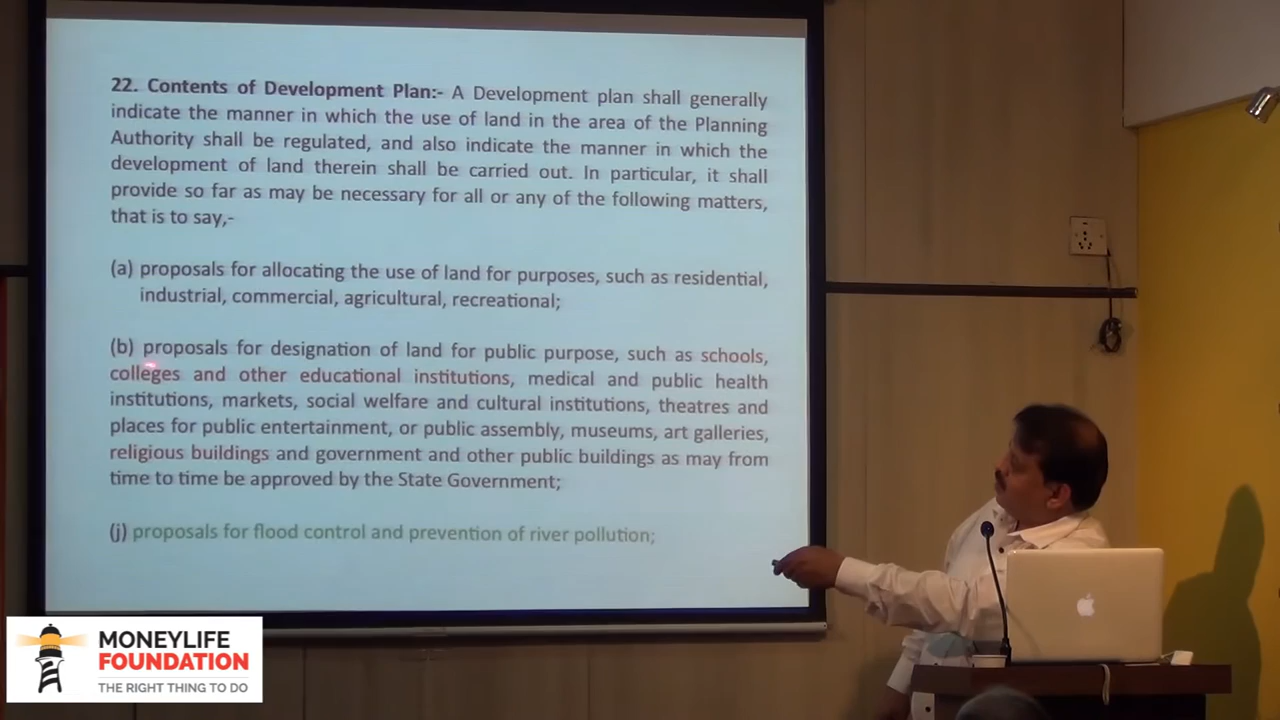 22. Contents of Development Plan:- A Development plan shall generally
indicate the manner in which the use of land in the area of the Planning
Authority shall be regulated, and also indicate the manner in which the
development of land therein shall be carried out. In particular, it shall
provide so far as may be necessary for all or any of the following matters,
that is to say,-
(a) proposals for allocating the use of land for purposes, such as residential,
industrial, commercial, agricultural, recreational;
(b) proposals for designation of land for public purpose, such as schools,
colleges and other educational institutions, medical and public health
institutions, markets, social welfare and cultural institutions, theatres and
places for public entertainment, or public assembly, museums, art galleries,
religious buildings and government and other public buildings as may from
time to time be approved by the State Government;
(j) proposals for flood control and prevention of river pollution;
MONEYLIFE
FOUNDATION
THE RIGHT THING TO DO